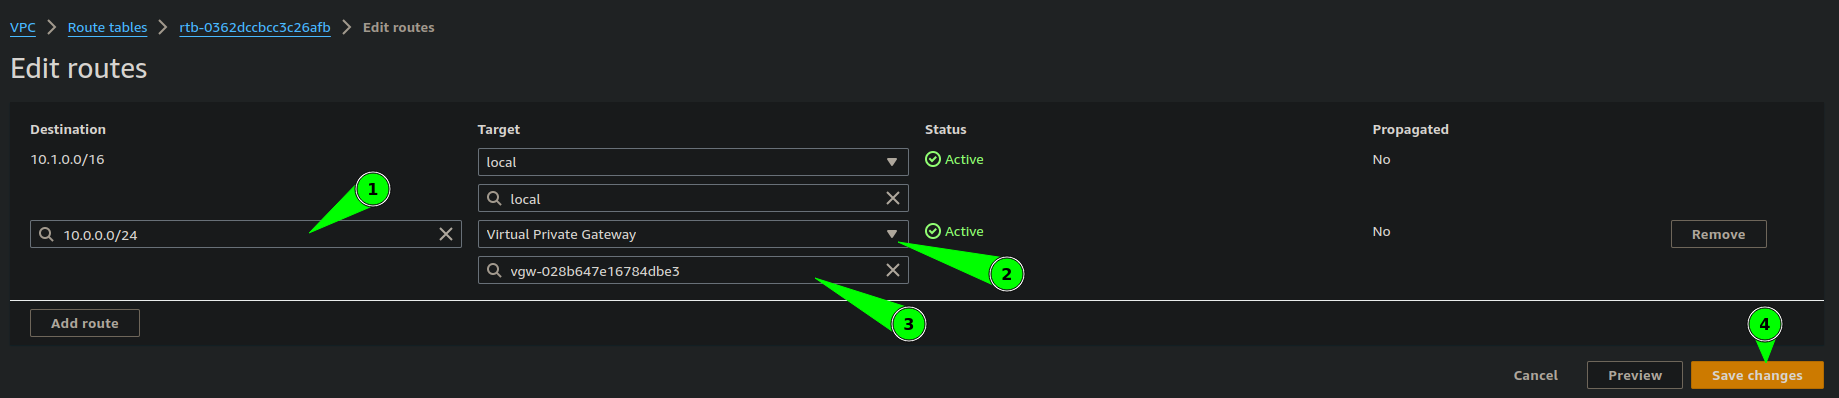 VPC > Route tables > rtb-0362dccbcc3c26afb > Edit routes
Edit routes
Destination Target Status Propagated
10.1.0.0/16 local Active No
local
1
10.0.0.0/24 Virtual Private Gateway Active No Remove
2
vgw-028b647e16784dbe3
3
Add route
4
Cancel Preview Save changes